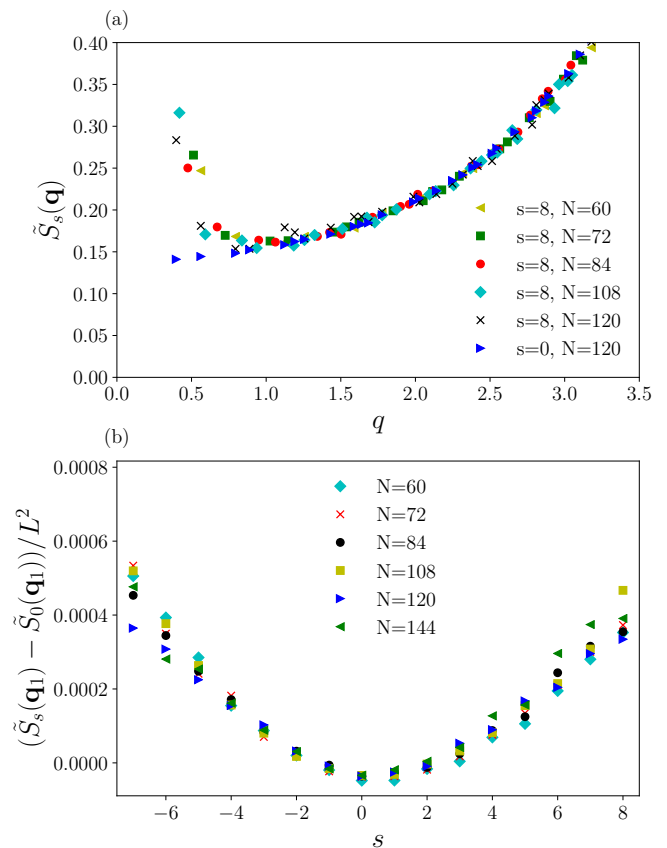 (a)
0.40
0.35
0.30
0.25
0.20
0.15
0.10
0.05
0.00
S̃ₛ(q)
s=8, N=60
s=8, N=72
s=8, N=84
s=8, N=108
s=8, N=120
s=0, N=120
0.0 0.5 1.0 1.5 2.0 2.5 3.0 3.5
q
(b)
0.0008
0.0006
0.0004
0.0002
0.0000
(S̃ₛ(q₁) − S̃₀(q₁))/L²
N=60
N=72
N=84
N=108
N=120
N=144
−6 −4 −2 0 2 4 6 8
s